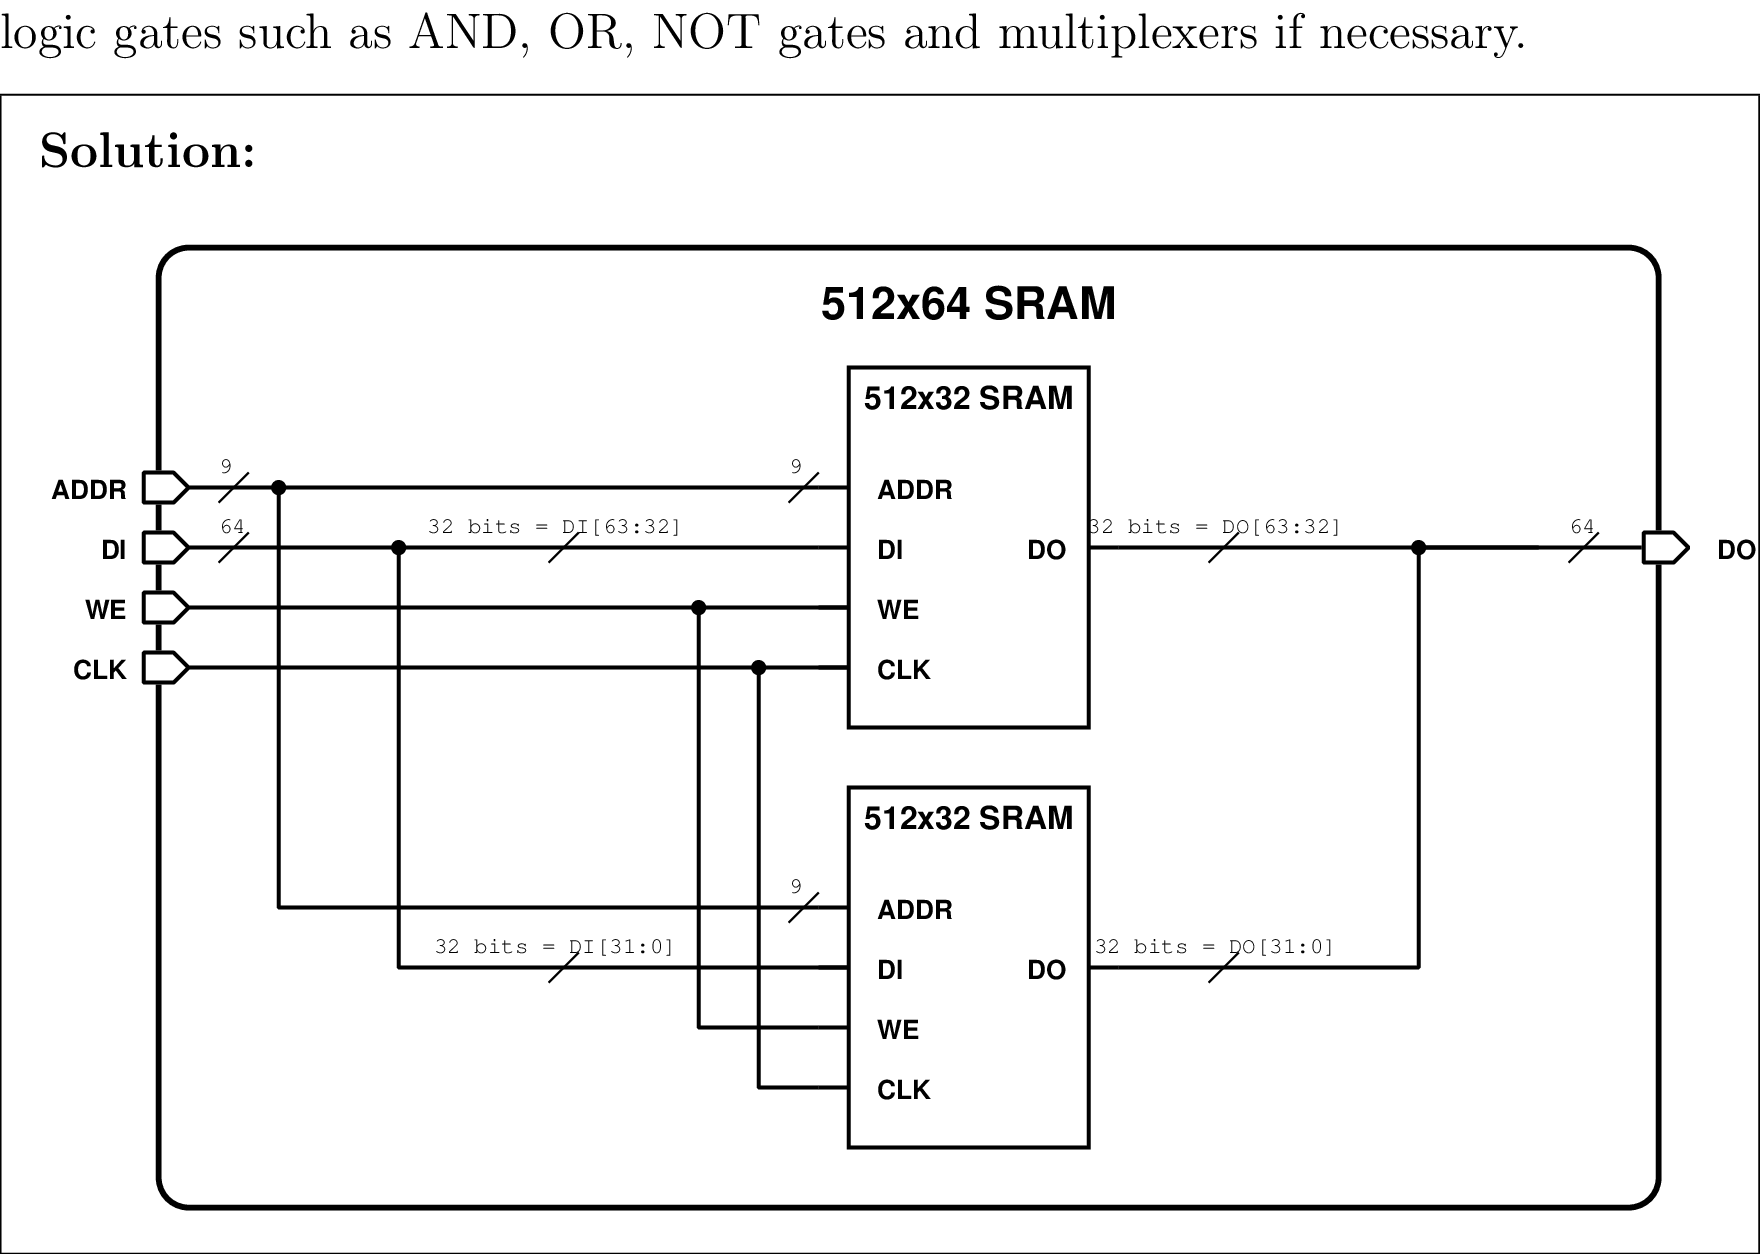 logic gates such as AND, OR, NOT gates and multiplexers if necessary.
Solution:
512x64 SRAM
512x32 SRAM
9
9
ADDR
ADDR
64
32 bits = DI[63:32]
32 bits = DO[63:32]
64
DI
DI
DO
DO
WE
WE
CLK
CLK
512x32 SRAM
9
ADDR
32 bits = DI[31:0]
32 bits = DO[31:0]
DI
DO
WE
CLK